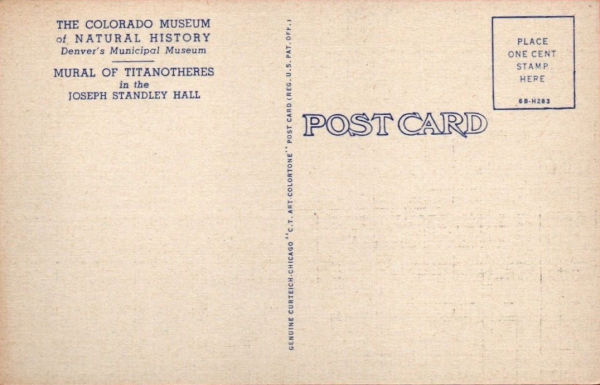 THE COLORADO MUSEUM
of NATURAL HISTORY
Denver's Municipal Museum
MURAL OF TITANOTHERES
in the
JOSEPH STANDLEY HALL
GENUINE CURTEICH-CHICAGO "C.T. ART COLORTONE" POST CARD (REG. U.S. PAT. OFF.)
POST CARD
PLACE
ONE CENT
STAMP
HERE
6B-H263